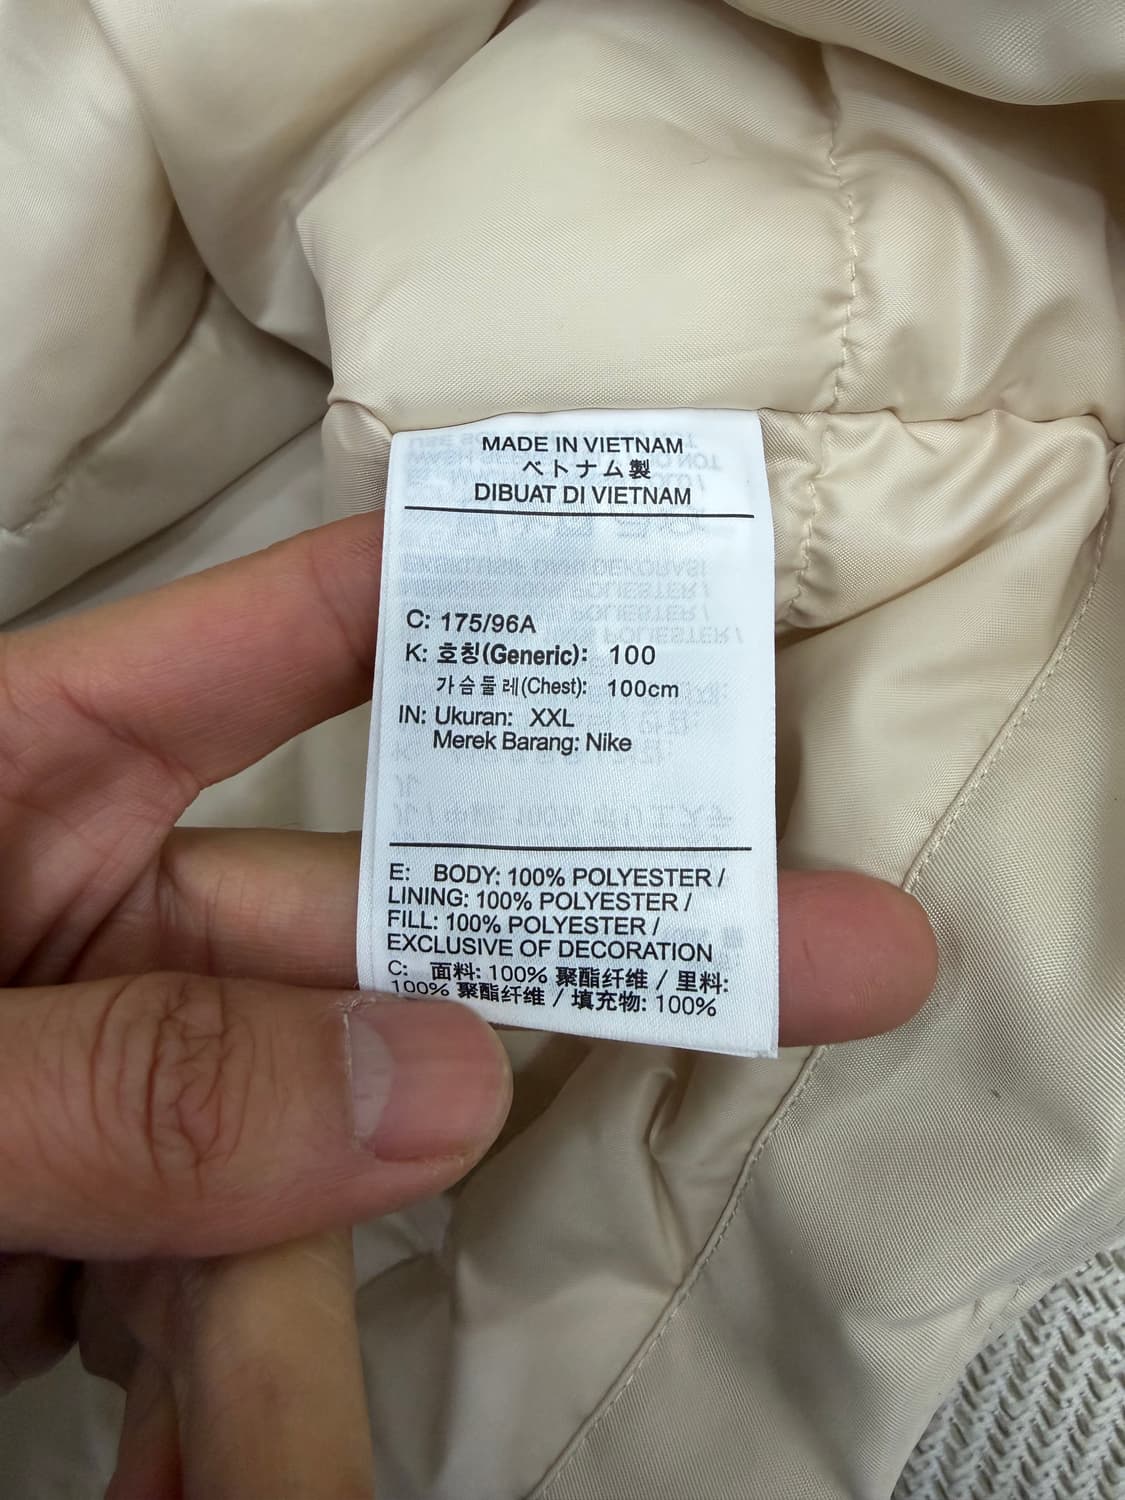 MADE IN VIETNAM
ベトナム製
DIBUAT DI VIETNAM
C: 175/96A
K: 호칭(Generic): 100
가슴둘레(Chest): 100cm
IN: Ukuran: XXL
Merek Barang: Nike
E: BODY: 100% POLYESTER /
LINING: 100% POLYESTER /
FILL: 100% POLYESTER /
EXCLUSIVE OF DECORATION
C: 面料: 100% 聚酯纤维 / 里料:
100% 聚酯纤维 / 填充物: 100%